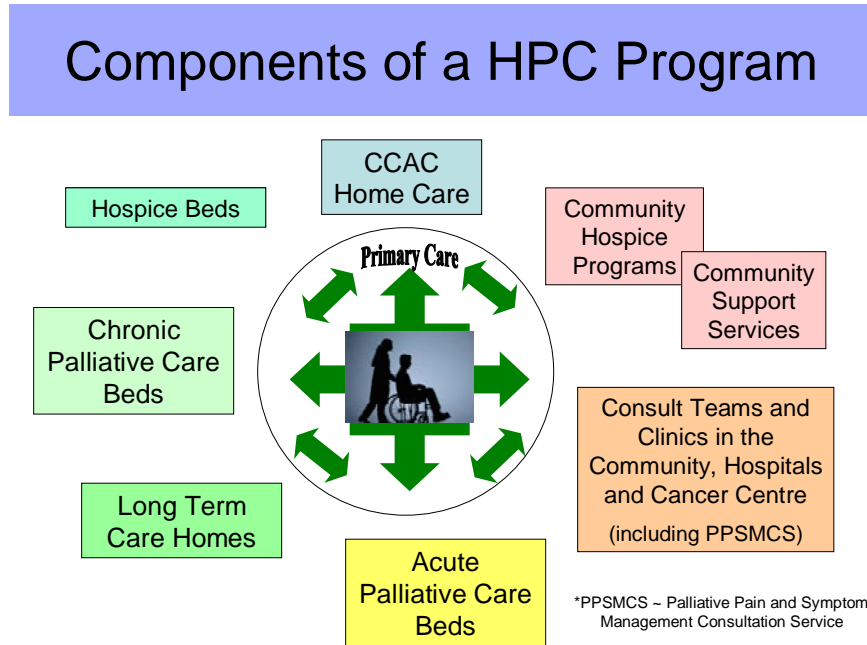 Components of a HPC Program
CCAC
Home Care
Hospice Beds
Community
Hospice
Programs
Community
Support
Services
Primary Care
Chronic
Palliative Care
Beds
Consult Teams and
Clinics in the
Community, Hospitals
and Cancer Centre
(including PPSMCS)
Long Term
Care Homes
Acute
Palliative Care
Beds
*PPSMCS ~ Palliative Pain and Symptom
Management Consultation Service